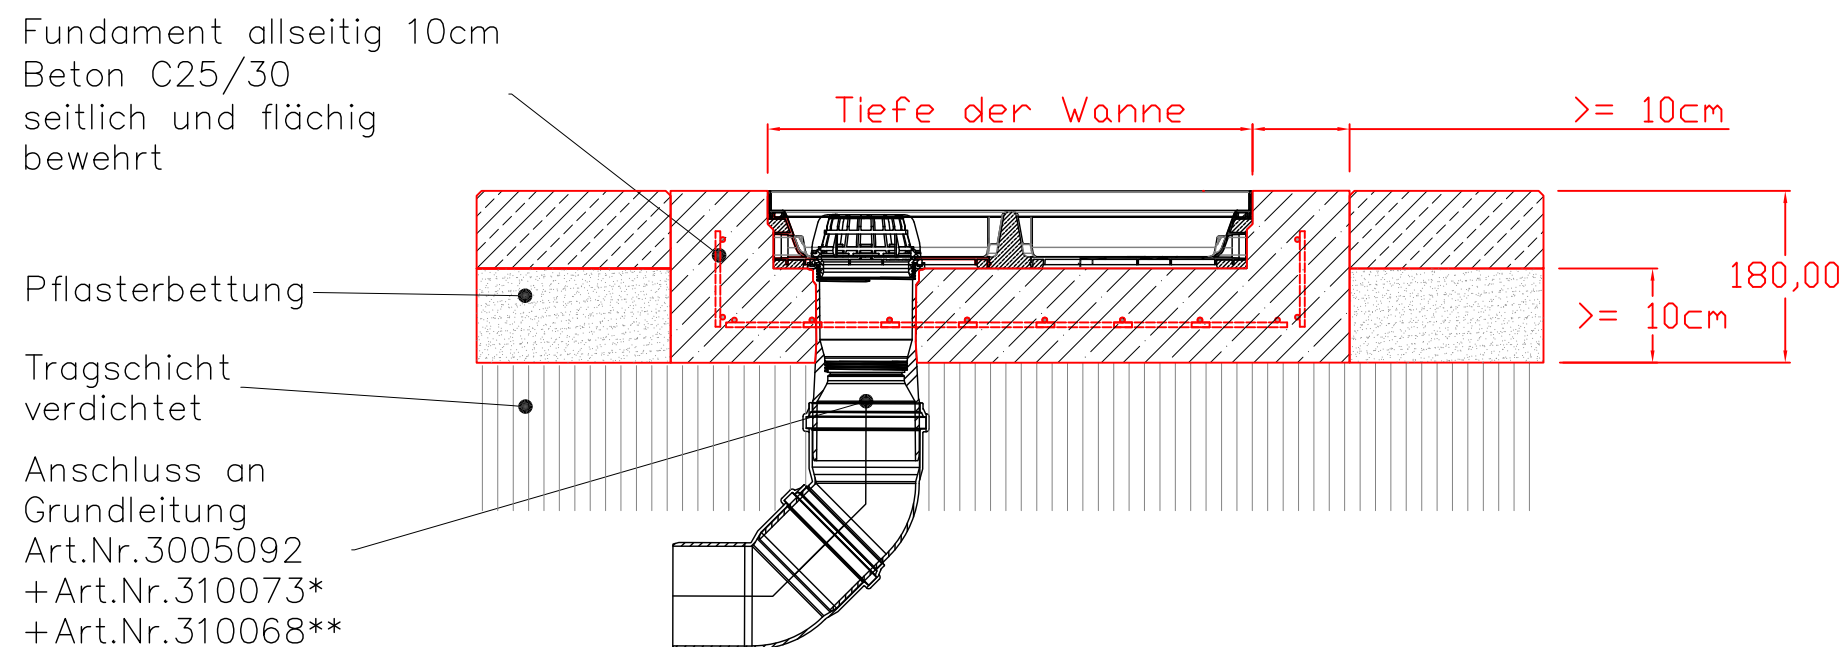 Fundament allseitig 10cm
Beton C25/30
seitlich und flächig
bewehrt
Tiefe der Wanne
>= 10cm
Pflasterbettung
180,00
>= 10cm
Tragschicht
verdichtet
Anschluss an
Grundleitung
Art.Nr.3005092
+Art.Nr.310073*
+Art.Nr.310068**